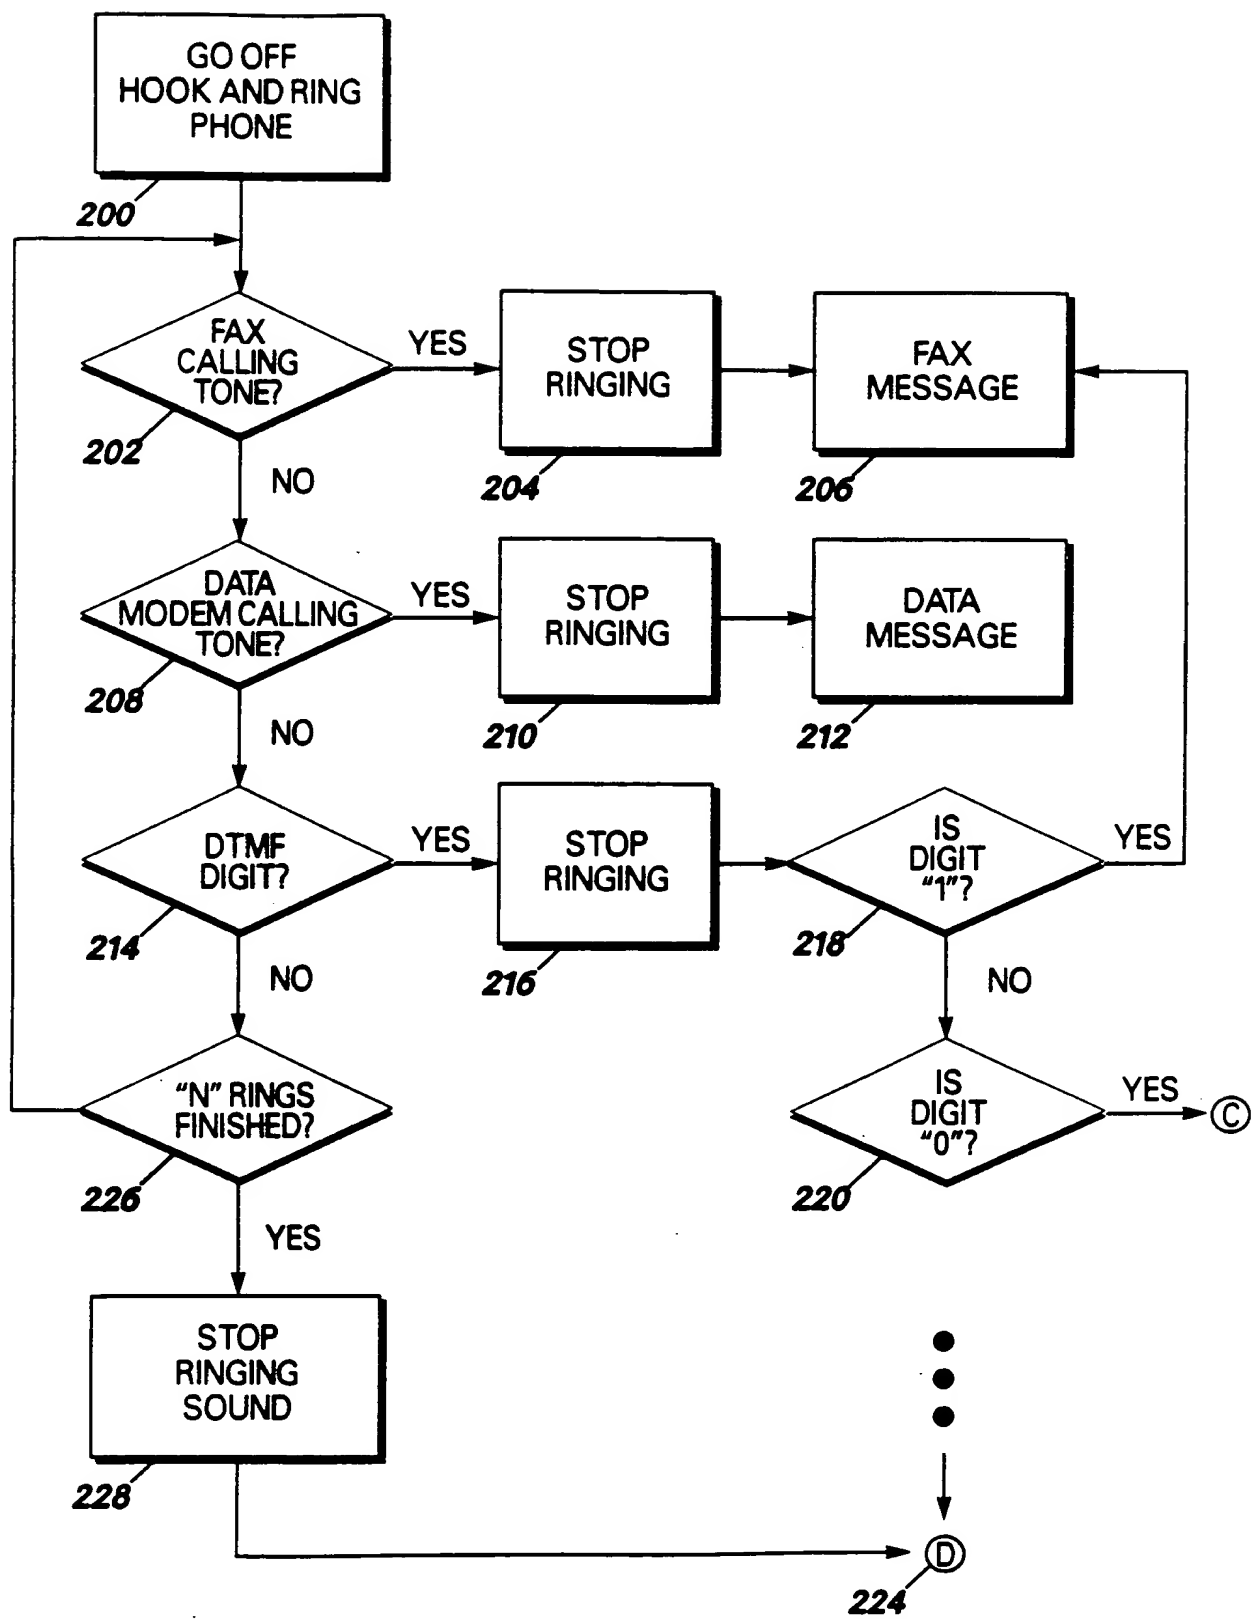 GO OFF
HOOK AND RING
PHONE
200
FAX
CALLING
TONE?
202
YES
STOP
RINGING
204
FAX
MESSAGE
206
NO
DATA
MODEM CALLING
TONE?
208
YES
STOP
RINGING
210
DATA
MESSAGE
212
NO
DTMF
DIGIT?
214
YES
STOP
RINGING
216
IS
DIGIT
"1"?
218
YES
NO
NO
"N" RINGS
FINISHED?
226
IS
DIGIT
"0"?
220
YES
C
YES
STOP
RINGING
SOUND
228
D
224